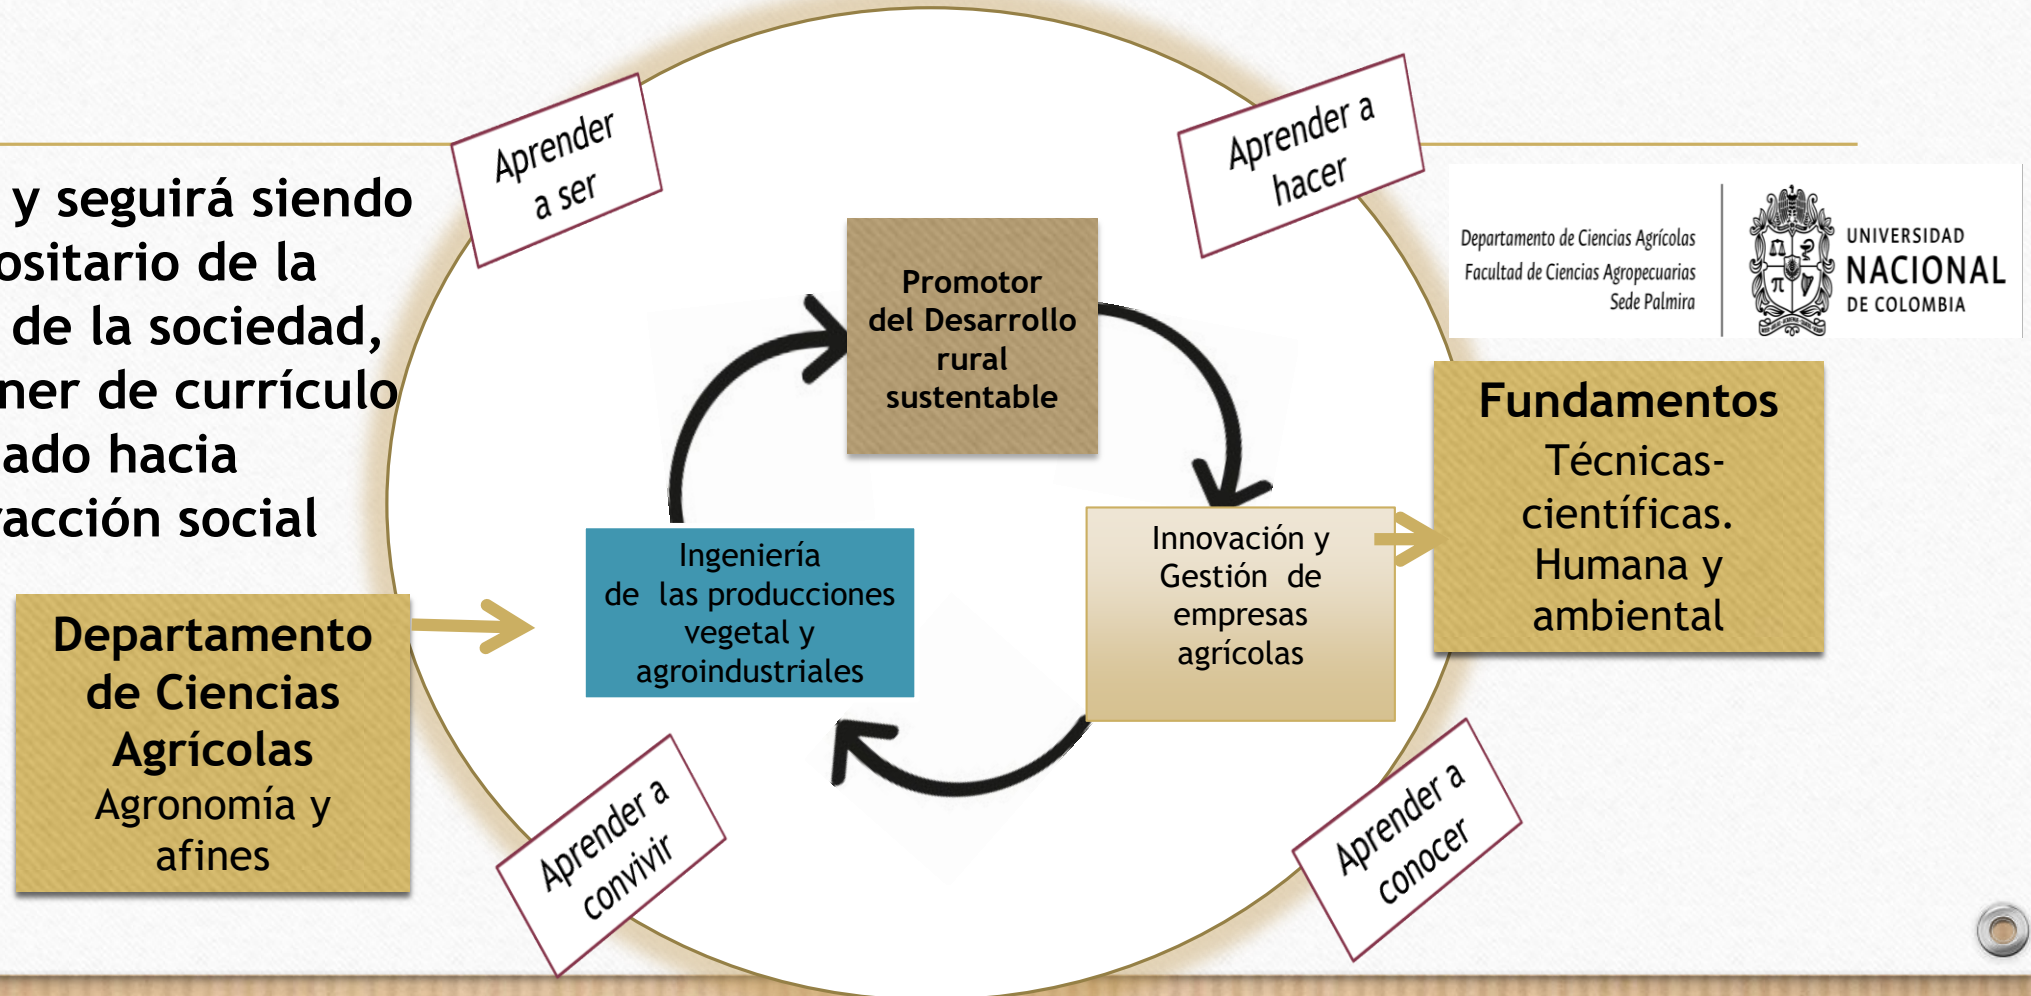 Aprender
a ser
Aprender a
hacer
y seguirá siendo
ositario de la
de la sociedad,
ner de currículo
ado hacia
racción social
Departamento de Ciencias Agrícolas
Facultad de Ciencias Agropecuarias
Sede Palmira
UNIVERSIDAD
NACIONAL
DE COLOMBIA
Promotor
del Desarrollo
rural
sustentable
Fundamentos
Técnicas-
científicas.
Humana y
ambiental
Ingeniería
de las producciones
vegetal y
agroindustriales
Innovación y
Gestión de
empresas
agrícolas
Departamento
de Ciencias
Agrícolas
Agronomía y
afines
Aprender a
convivir
Aprender a
conocer